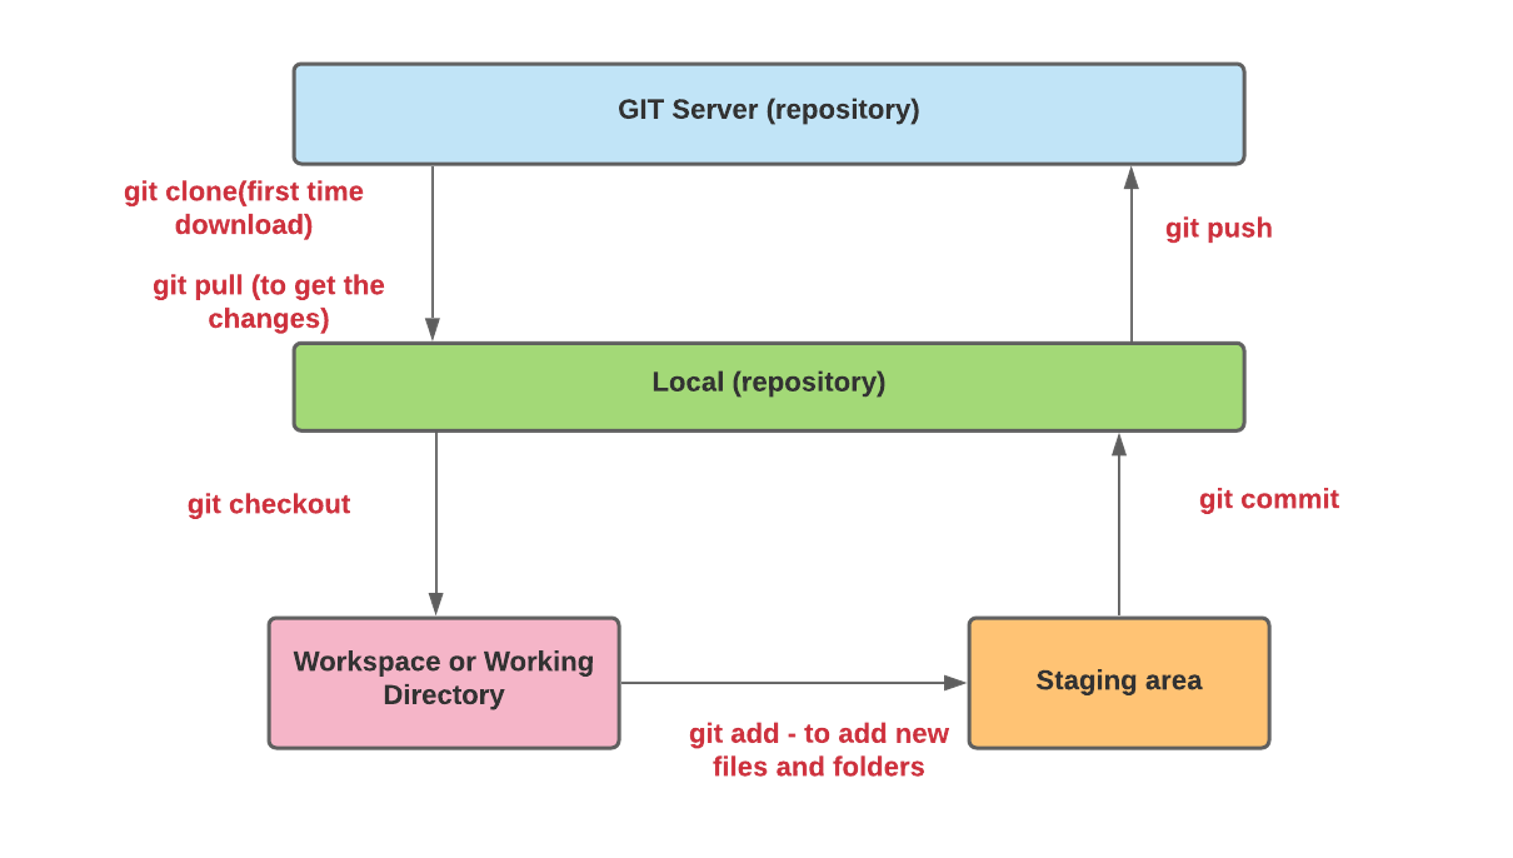 GIT Server (repository)
git clone(first time
download)
git push
git pull (to get the
changes)
Local (repository)
git checkout
git commit
Workspace or Working
Directory
Staging area
git add - to add new
files and folders